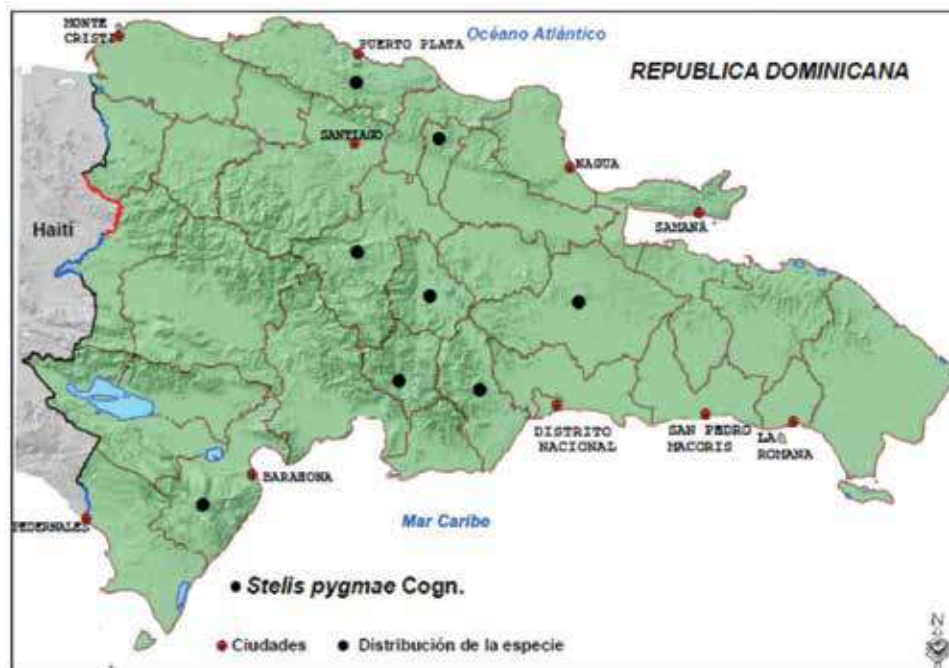 MONTE
CRISTI
PUERTO PLATA
Océano Atlántico
REPUBLICA DOMINICANA
SANTIAGO
NAGUA
Haití
SAMANÁ
DISTRITO
NACIONAL
SAN PEDRO
MACORIS
LA
ROMANA
BARAHONA
PEDERNALES
Mar Caribe
Stelis pygmae Cogn.
Ciudades
Distribución de la especie
N